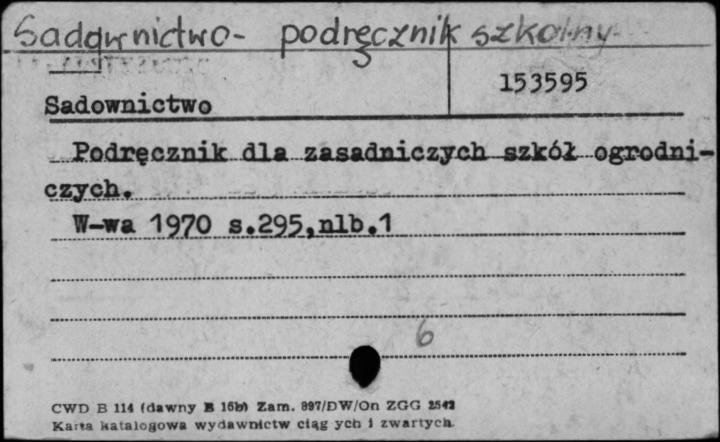 Sadownictwo - podręcznik szkolny
153595
Sadownictwo
Podręcznik dla zasadniczych szkół ogrodni-
czych.
W-wa 1970 s.295,nlb.1
6
CWD B 114 (dawny B 16b) Zam. 897/DW/On ZGG 2542
Karta katalogowa wydawnictw ciąg ych i zwartych